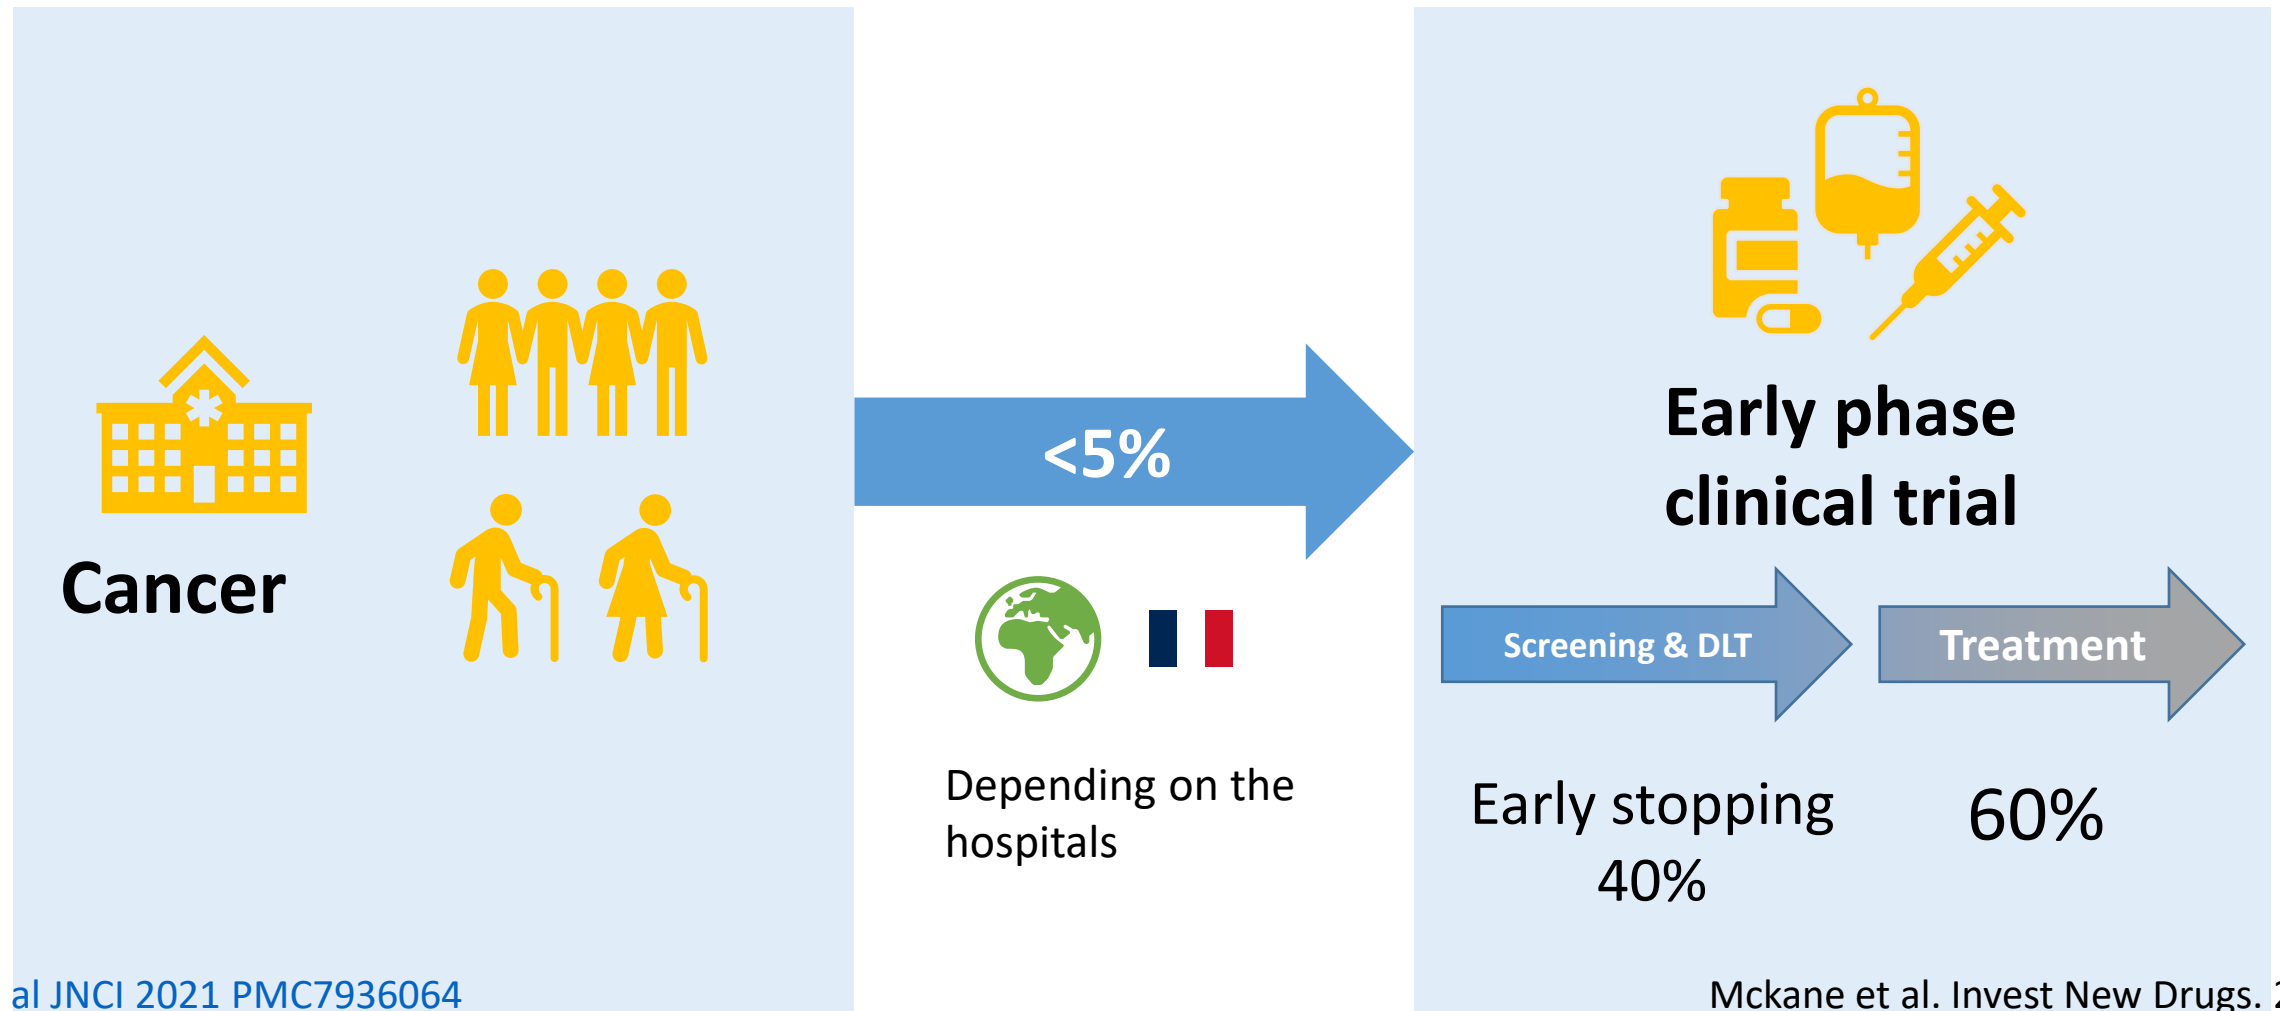 Cancer
<5%
Depending on the
hospitals
Early phase
clinical trial
Screening & DLT
Treatment
Early stopping
40%
60%
al JNCI 2021 PMC7936064
Mckane et al. Invest New Drugs.